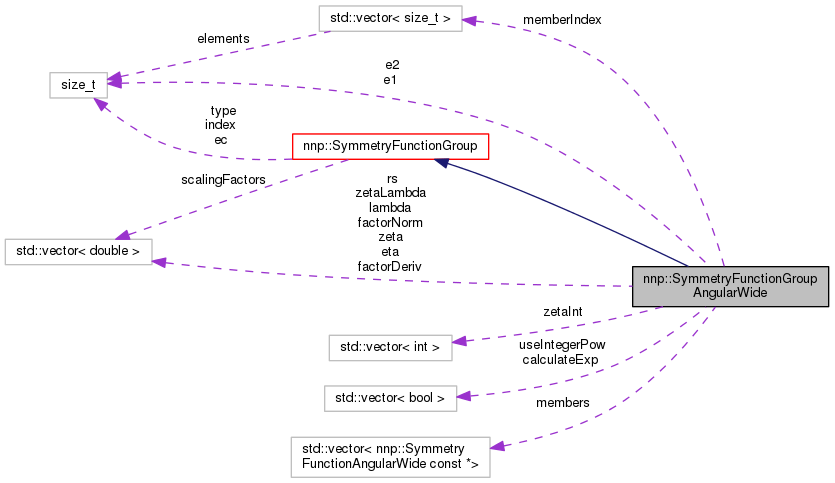 std::vector< size_t >
memberIndex
elements
e2
e1
size_t
type
index
ec
nnp::SymmetryFunctionGroup
scalingFactors
rs
zetaLambda
lambda
factorNorm
zeta
eta
factorDeriv
std::vector< double >
nnp::SymmetryFunctionGroup
AngularWide
zetaInt
std::vector< int >
useIntegerPow
calculateExp
std::vector< bool >
members
std::vector< nnp::Symmetry
FunctionAngularWide const *>